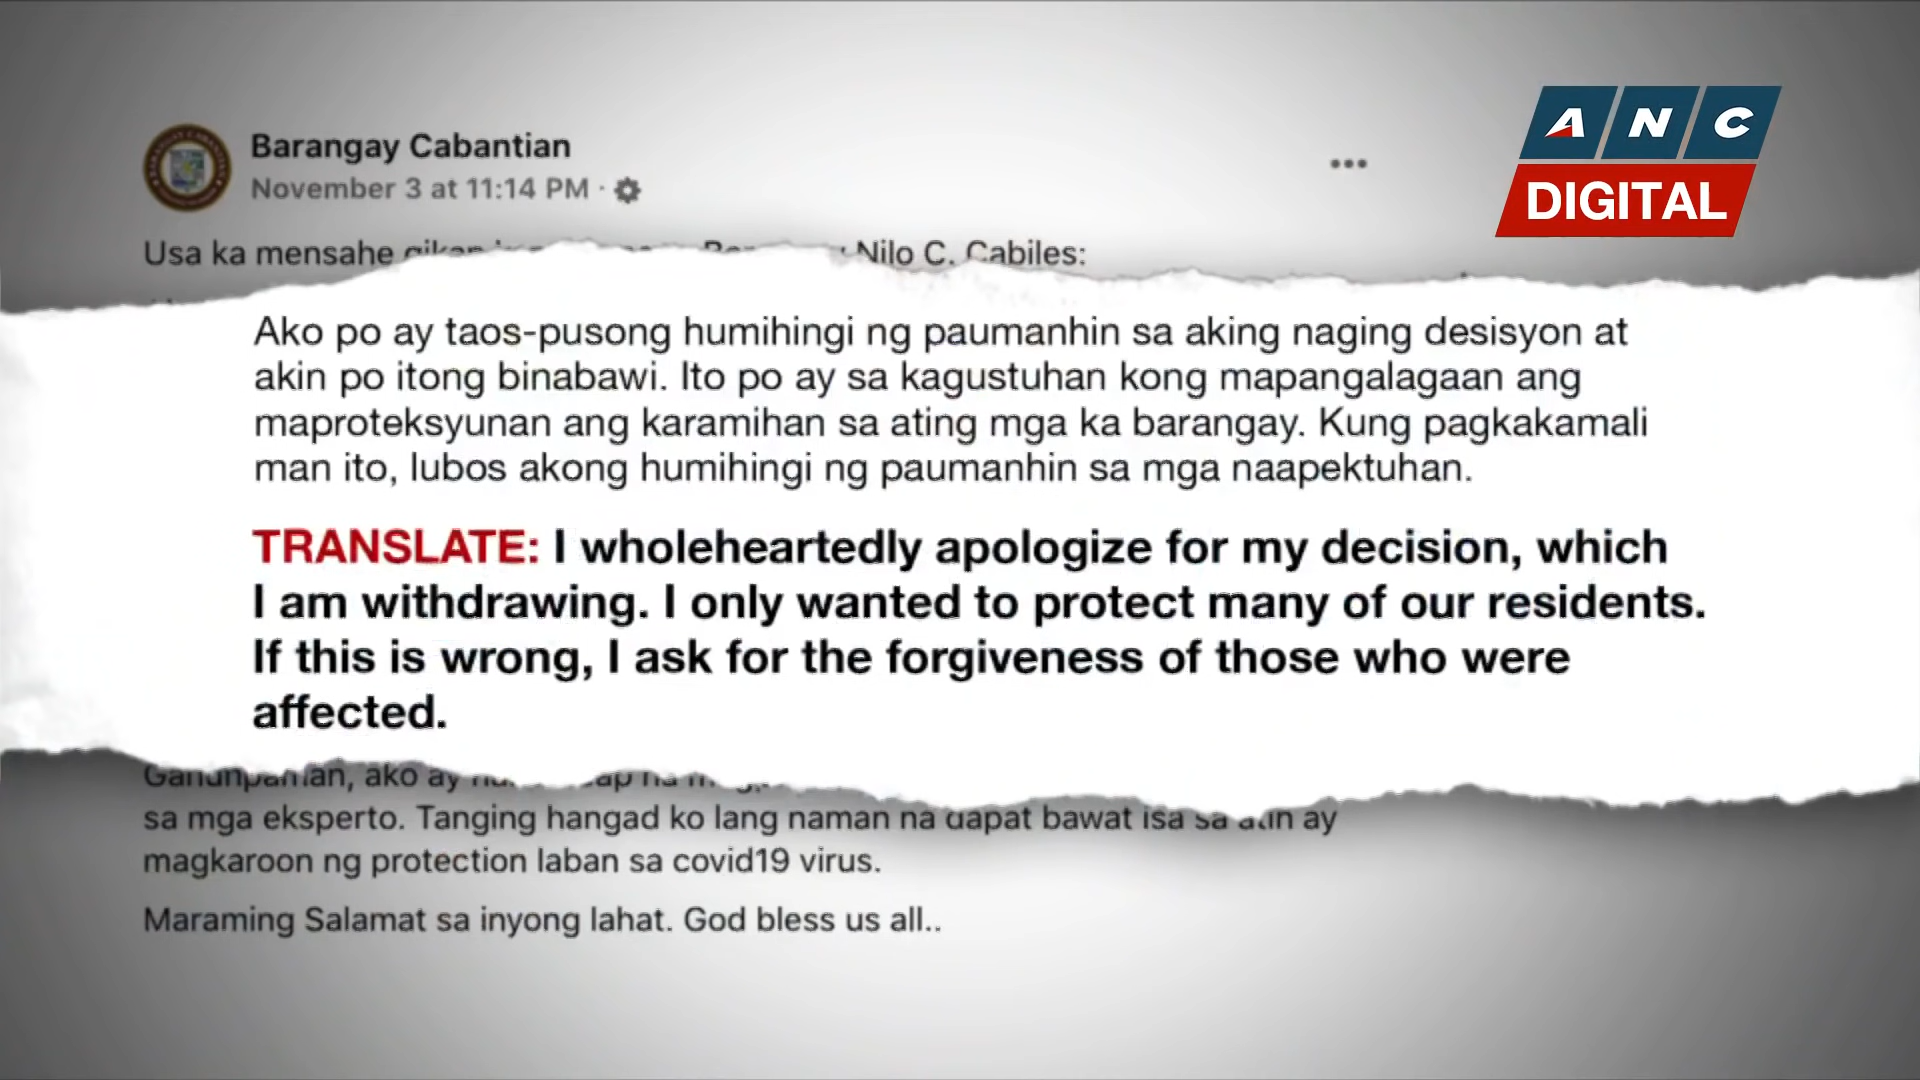 Barangay Cabantian
November 3 at 11:14 PM ·
ANC
DIGITAL
Usa ka mensahe gikan Nilo C. Cabiles:
Ako po ay taos-pusong humihingi ng paumanhin sa aking naging desisyon at
akin po itong binabawi. Ito po ay sa kagustuhan kong mapangalagaan ang
maproteksyunan ang karamihan sa ating mga ka barangay. Kung pagkakamali
man ito, lubos akong humihingi ng paumanhin sa mga naapektuhan.
TRANSLATE: I wholeheartedly apologize for my decision, which
I am withdrawing. I only wanted to protect many of our residents.
If this is wrong, I ask for the forgiveness of those who were
affected.
Ganunpaman, ako ay
sa mga eksperto. Tanging hangad ko lang naman na dapat bawat isa sa atin ay
magkaroon ng protection laban sa covid19 virus.
Maraming Salamat sa inyong lahat. God bless us all..